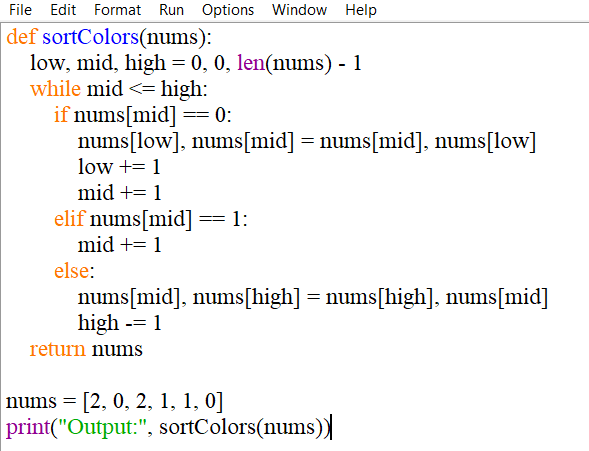 File Edit Format Run Options Window Help
def sortColors(nums):
    low, mid, high = 0, 0, len(nums) - 1
    while mid <= high:
        if nums[mid] == 0:
            nums[low], nums[mid] = nums[mid], nums[low]
            low += 1
            mid += 1
        elif nums[mid] == 1:
            mid += 1
        else:
            nums[mid], nums[high] = nums[high], nums[mid]
            high -= 1
    return nums

nums = [2, 0, 2, 1, 1, 0]
print("Output:", sortColors(nums))